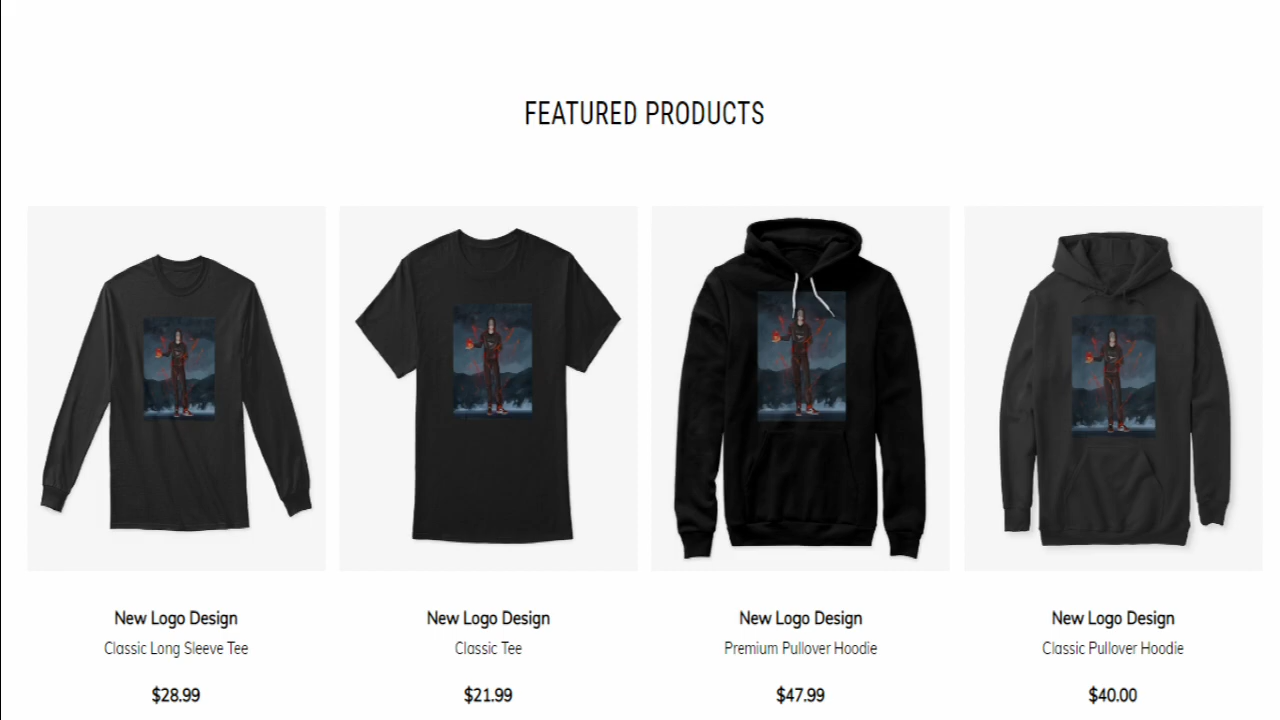 FEATURED PRODUCTS
New Logo Design
Classic Long Sleeve Tee
$28.99
New Logo Design
Classic Tee
$21.99
New Logo Design
Premium Pullover Hoodie
$47.99
New Logo Design
Classic Pullover Hoodie
$40.00